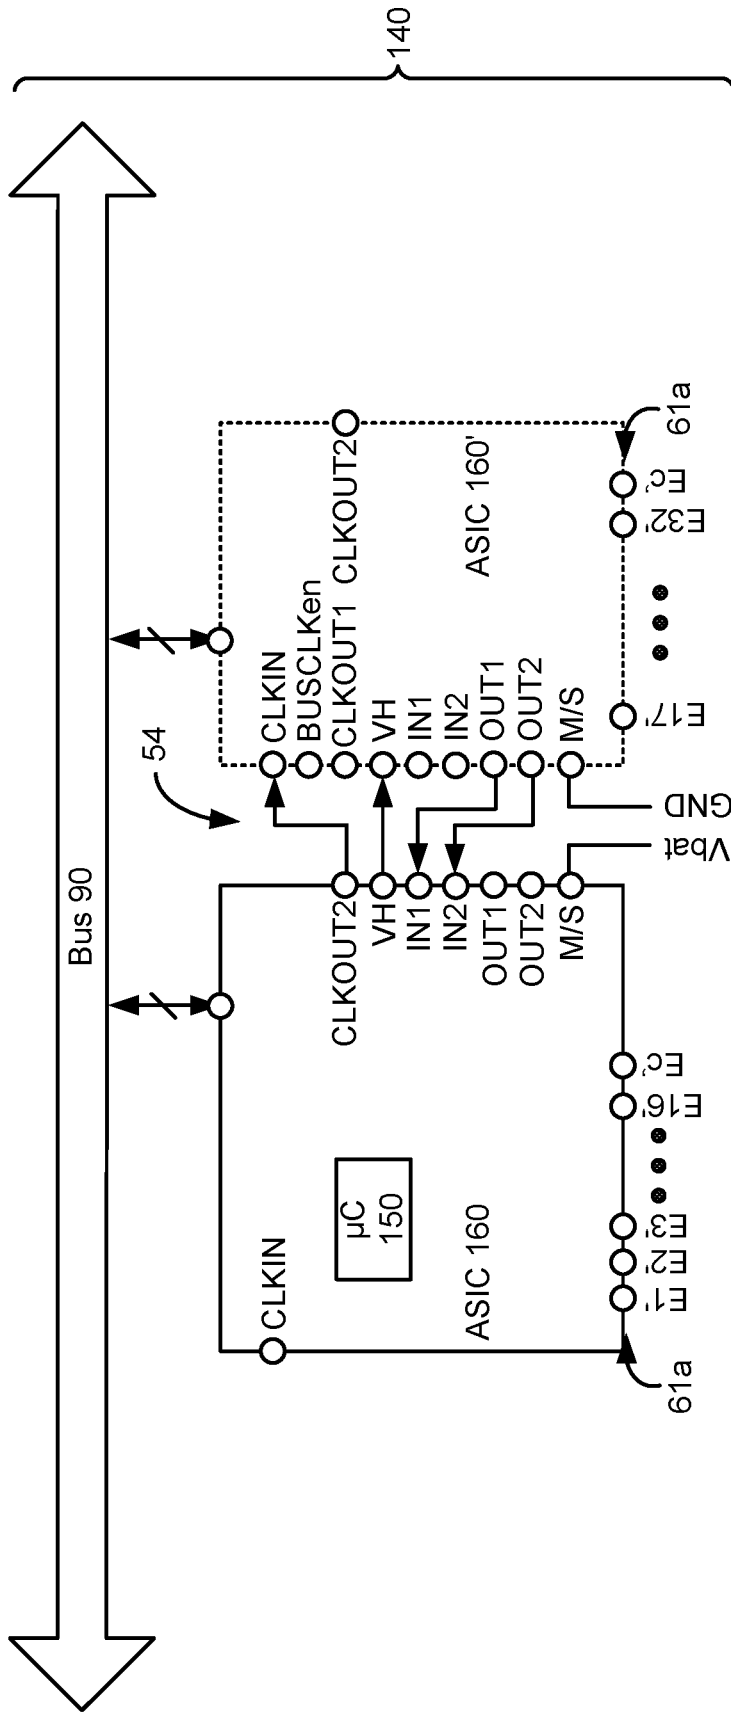 140
Bus 90
54
CLKIN
µC
150
ASIC 160
CLKOUT2
VH
IN1
IN2
OUT1
OUT2
M/S
CLKIN
BUSCLKen
CLKOUT1
CLKOUT2
VH
IN1
IN2
OUT1
OUT2
M/S
ASIC 160'
61a
E1'
E2'
E3'
E16'
Ec'
Vbat
GND
E17'
E32'
Ec'
61a